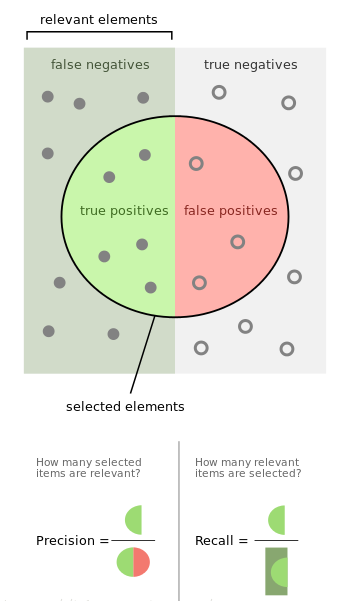 relevant elements
false negatives
true negatives
true positives
false positives
selected elements
How many selected
items are relevant?
How many relevant
items are selected?
Precision =
Recall =